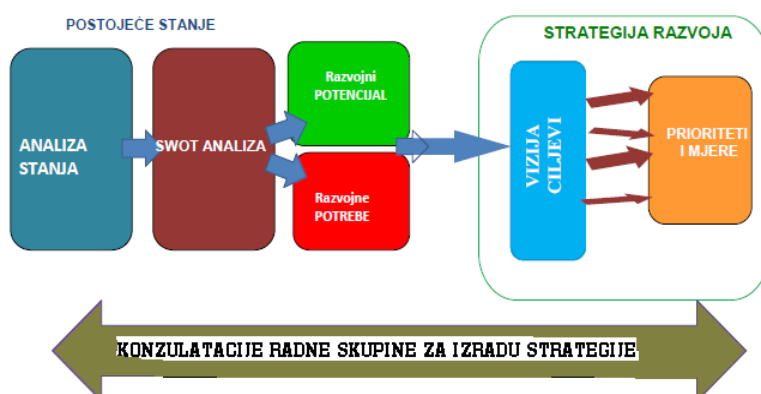 POSTOJEĆE STANJE
STRATEGIJA RAZVOJA
ANALIZA
STANJA
SWOT ANALIZA
Razvojni
POTENCIJAL
Razvojne
POTREBE
VIZIJA
CILJEVI
PRIORITETI
I MJERE
KONZULATACIJE RADNE SKUPINE ZA IZRADU STRATEGIJE